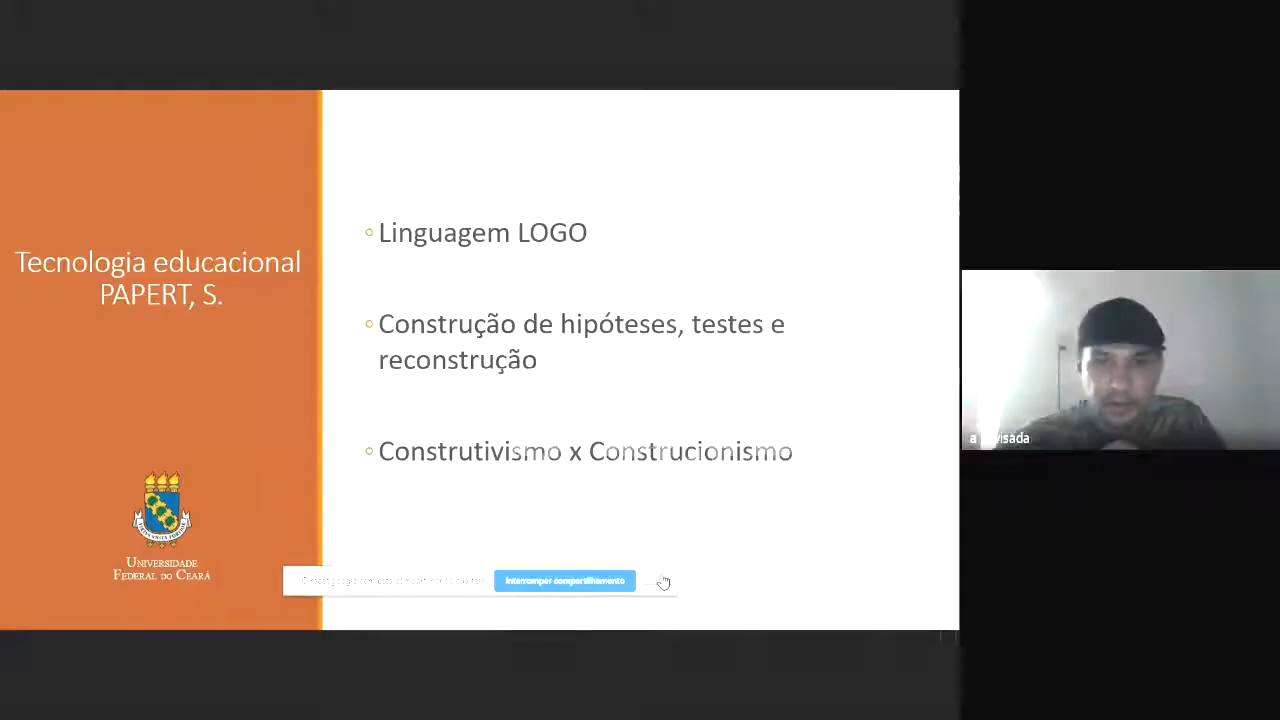 Tecnologia educacional
PAPERT, S.
◦ Linguagem LOGO
◦ Construção de hipóteses, testes e
reconstrução
◦ Construtivismo x Construcionismo
UNIVERSIDADE
FEDERAL DO CEARÁ
Interromper compartilhamento